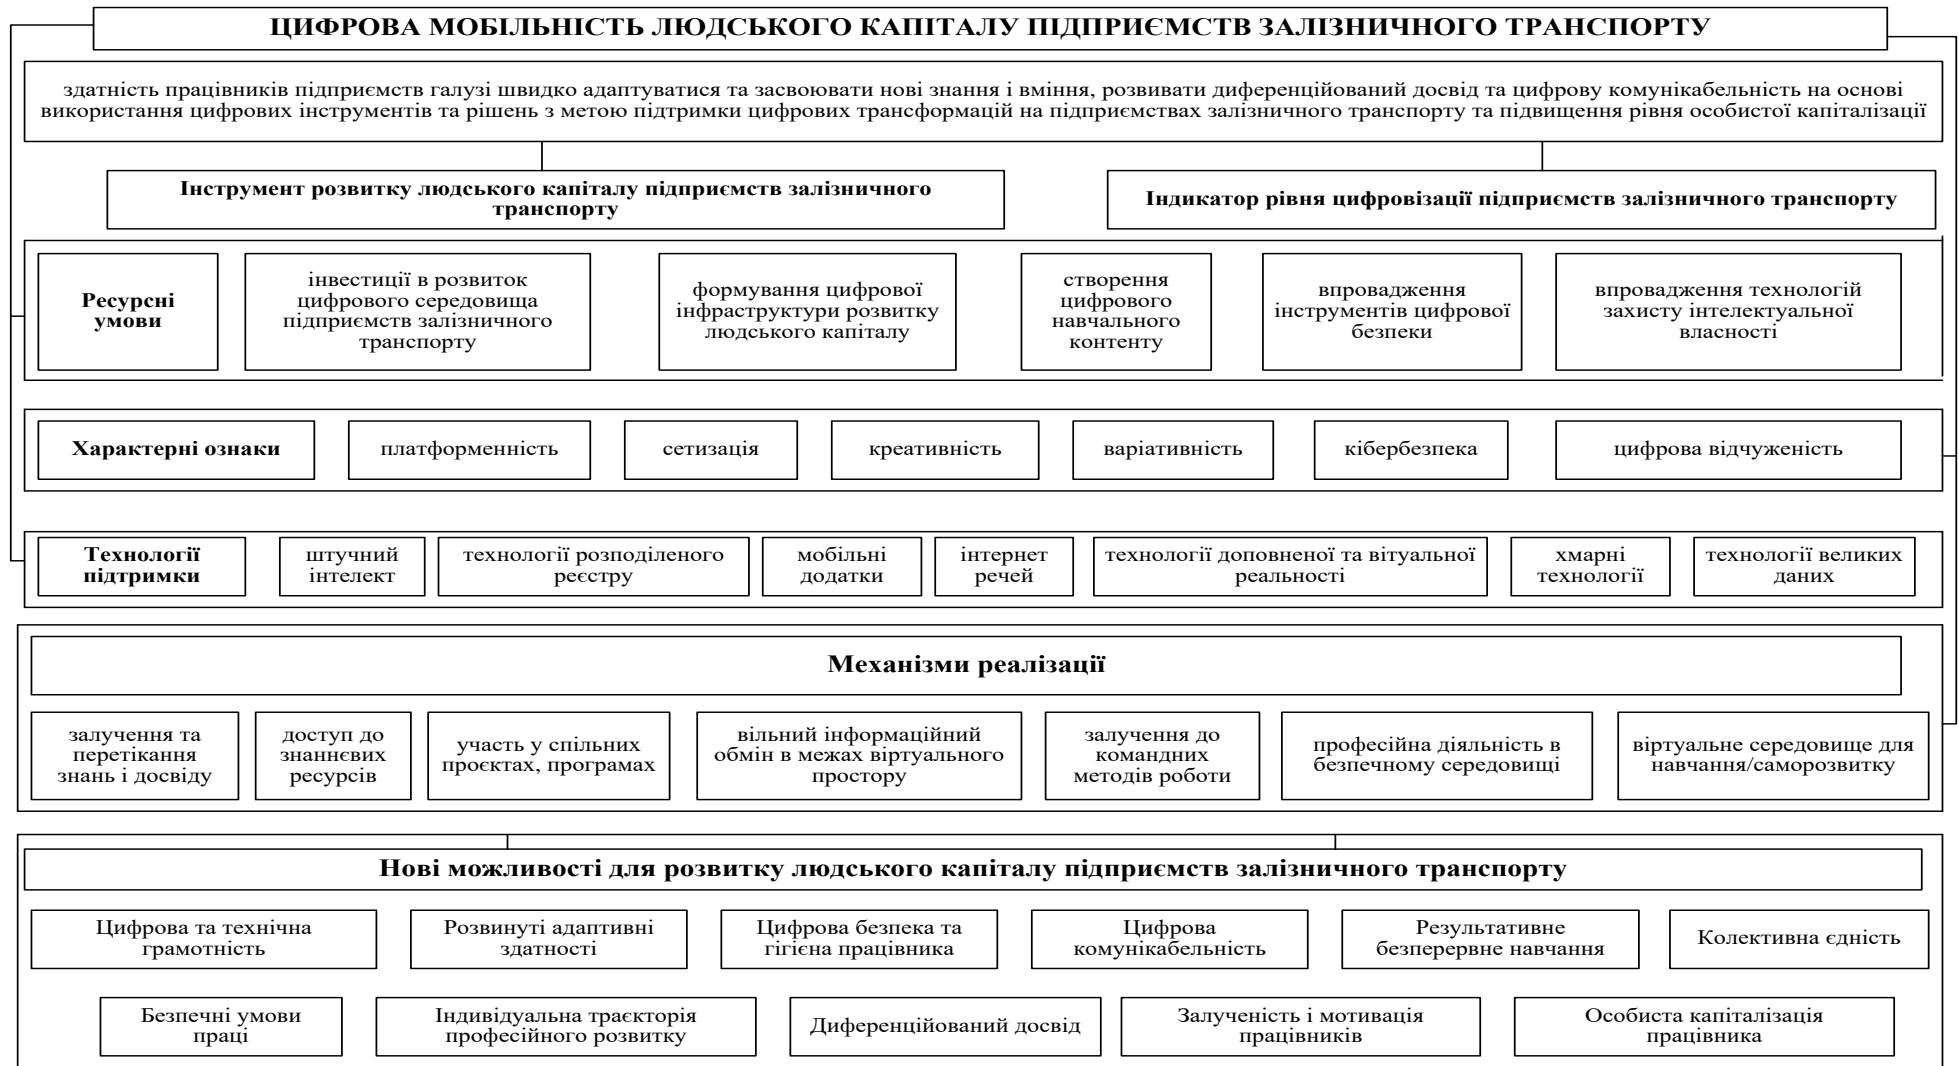 ЦИФРОВА МОБІЛЬНІСТЬ ЛЮДСЬКОГО КАПІТАЛУ ПІДПРИЄМСТВ ЗАЛІЗНИЧНОГО ТРАНСПОРТУ
здатність працівників підприємств галузі швидко адаптуватися та засвоювати нові знання і вміння, розвивати диференційований досвід та цифрову комунікабельність на основі
використання цифрових інструментів та рішень з метою підтримки цифрових трансформацій на підприємствах залізничного транспорту та підвищення рівня особистої капіталізації
Інструмент розвитку людського капіталу підприємств залізничного
транспорту
Індикатор рівня цифровізації підприємств залізничного транспорту
Ресурсні
умови
інвестиції в розвиток
цифрового середовища
підприємств залізничного
транспорту
формування цифрової
інфраструктури розвитку
людського капіталу
створення
цифрового
навчального
контенту
впровадження
інструментів цифрової
безпеки
впровадження технологій
захисту інтелектуальної
власності
Характерні ознаки
платформенність
сетизація
креативність
варіативність
кібербезпека
цифрова відчуженість
Технології
підтримки
штучний
інтелект
технології розподіленого
реєстру
мобільні
додатки
інтернет
речей
технології доповненої та вітуальної
реальності
хмарні
технології
технології великих
даних
Механізми реалізації
залучення та
перетікання
знань і досвіду
доступ до
знаннєвих
ресурсів
участь у спільних
проєктах, програмах
вільний інформаційний
обмін в межах віртуального
простору
залучення до
командних
методів роботи
професійна діяльність в
безпечному середовищі
віртуальне середовище для
навчання/саморозвитку
Нові можливості для розвитку людського капіталу підприємств залізничного транспорту
Цифрова та технічна
грамотність
Розвинуті адаптивні
здатності
Цифрова безпека та
гігієна працівника
Цифрова
комунікабельність
Результативне
безперервне навчання
Колективна єдність
Безпечні умови
праці
Індивідуальна траєкторія
професійного розвитку
Диференційований досвід
Залученість і мотивація
працівників
Особиста капіталізація
працівника